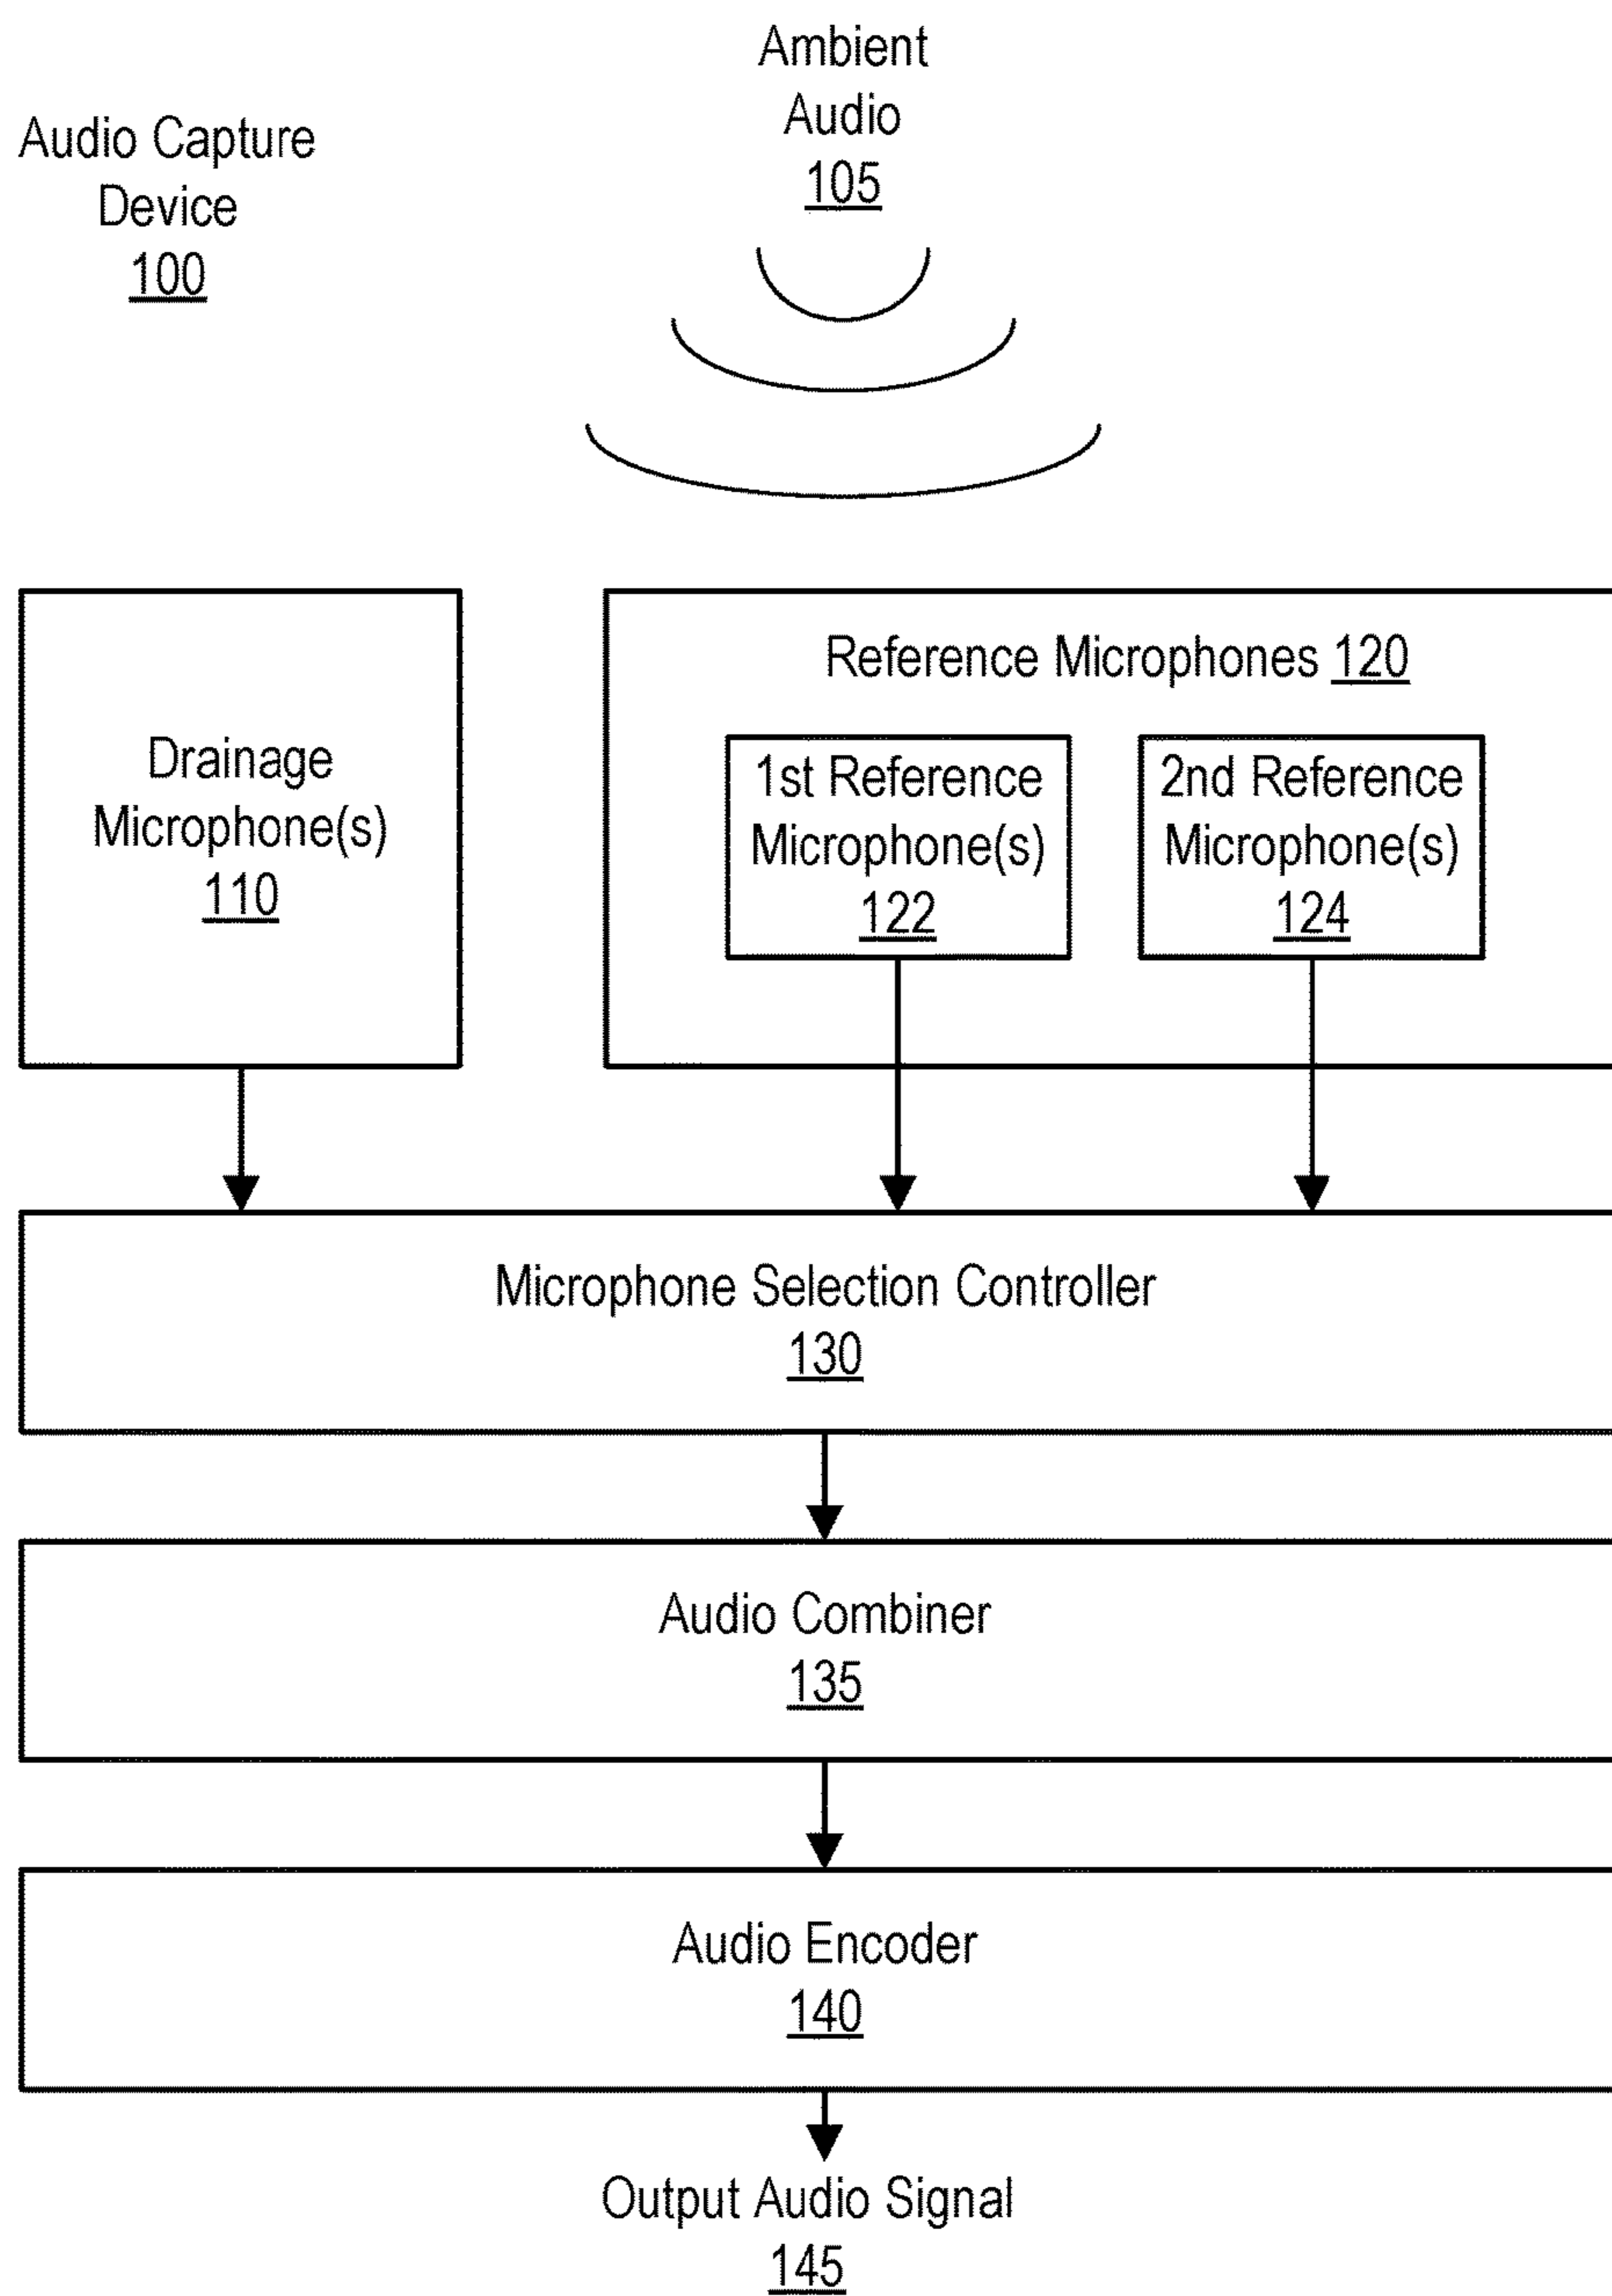 Ambient
Audio
105
Audio Capture
Device
100
Drainage
Microphone(s)
110
Reference Microphones 120
1st Reference
Microphone(s)
122
2nd Reference
Microphone(s)
124
Microphone Selection Controller
130
Audio Combiner
135
Audio Encoder
140
Output Audio Signal
145